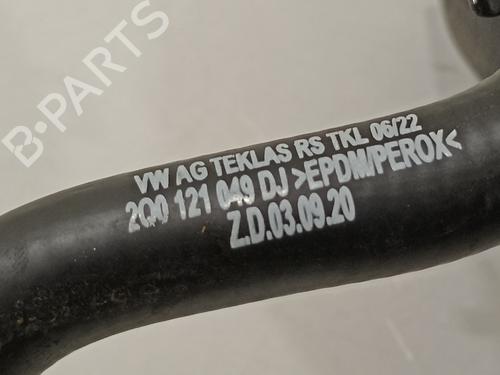 B-PARTS
VW AG TEKLAS RS TKL 06/22
2Q0 121 049 DJ >EPDM/PEROX<
Z.D.03.09.20